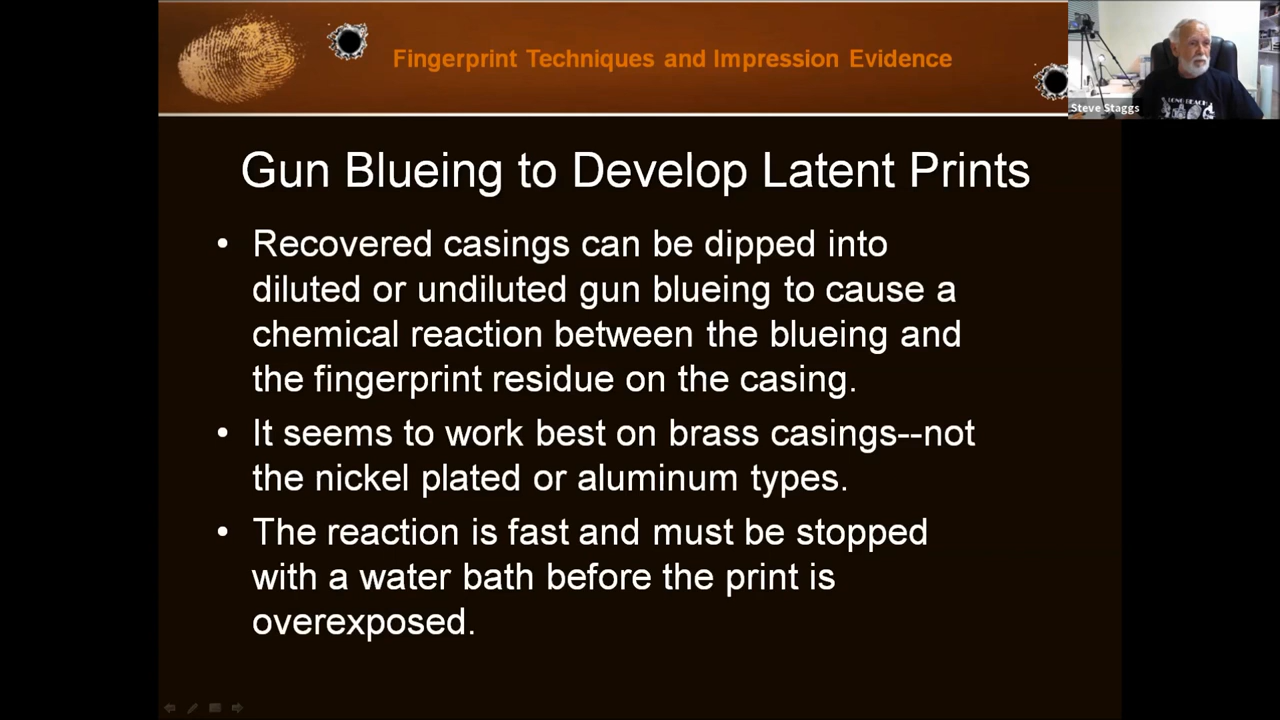 Fingerprint Techniques and Impression Evidence
Steve Staggs
LONG BEACH
Gun Blueing to Develop Latent Prints
• Recovered casings can be dipped into
diluted or undiluted gun blueing to cause a
chemical reaction between the blueing and
the fingerprint residue on the casing.
• It seems to work best on brass casings--not
the nickel plated or aluminum types.
• The reaction is fast and must be stopped
with a water bath before the print is
overexposed.